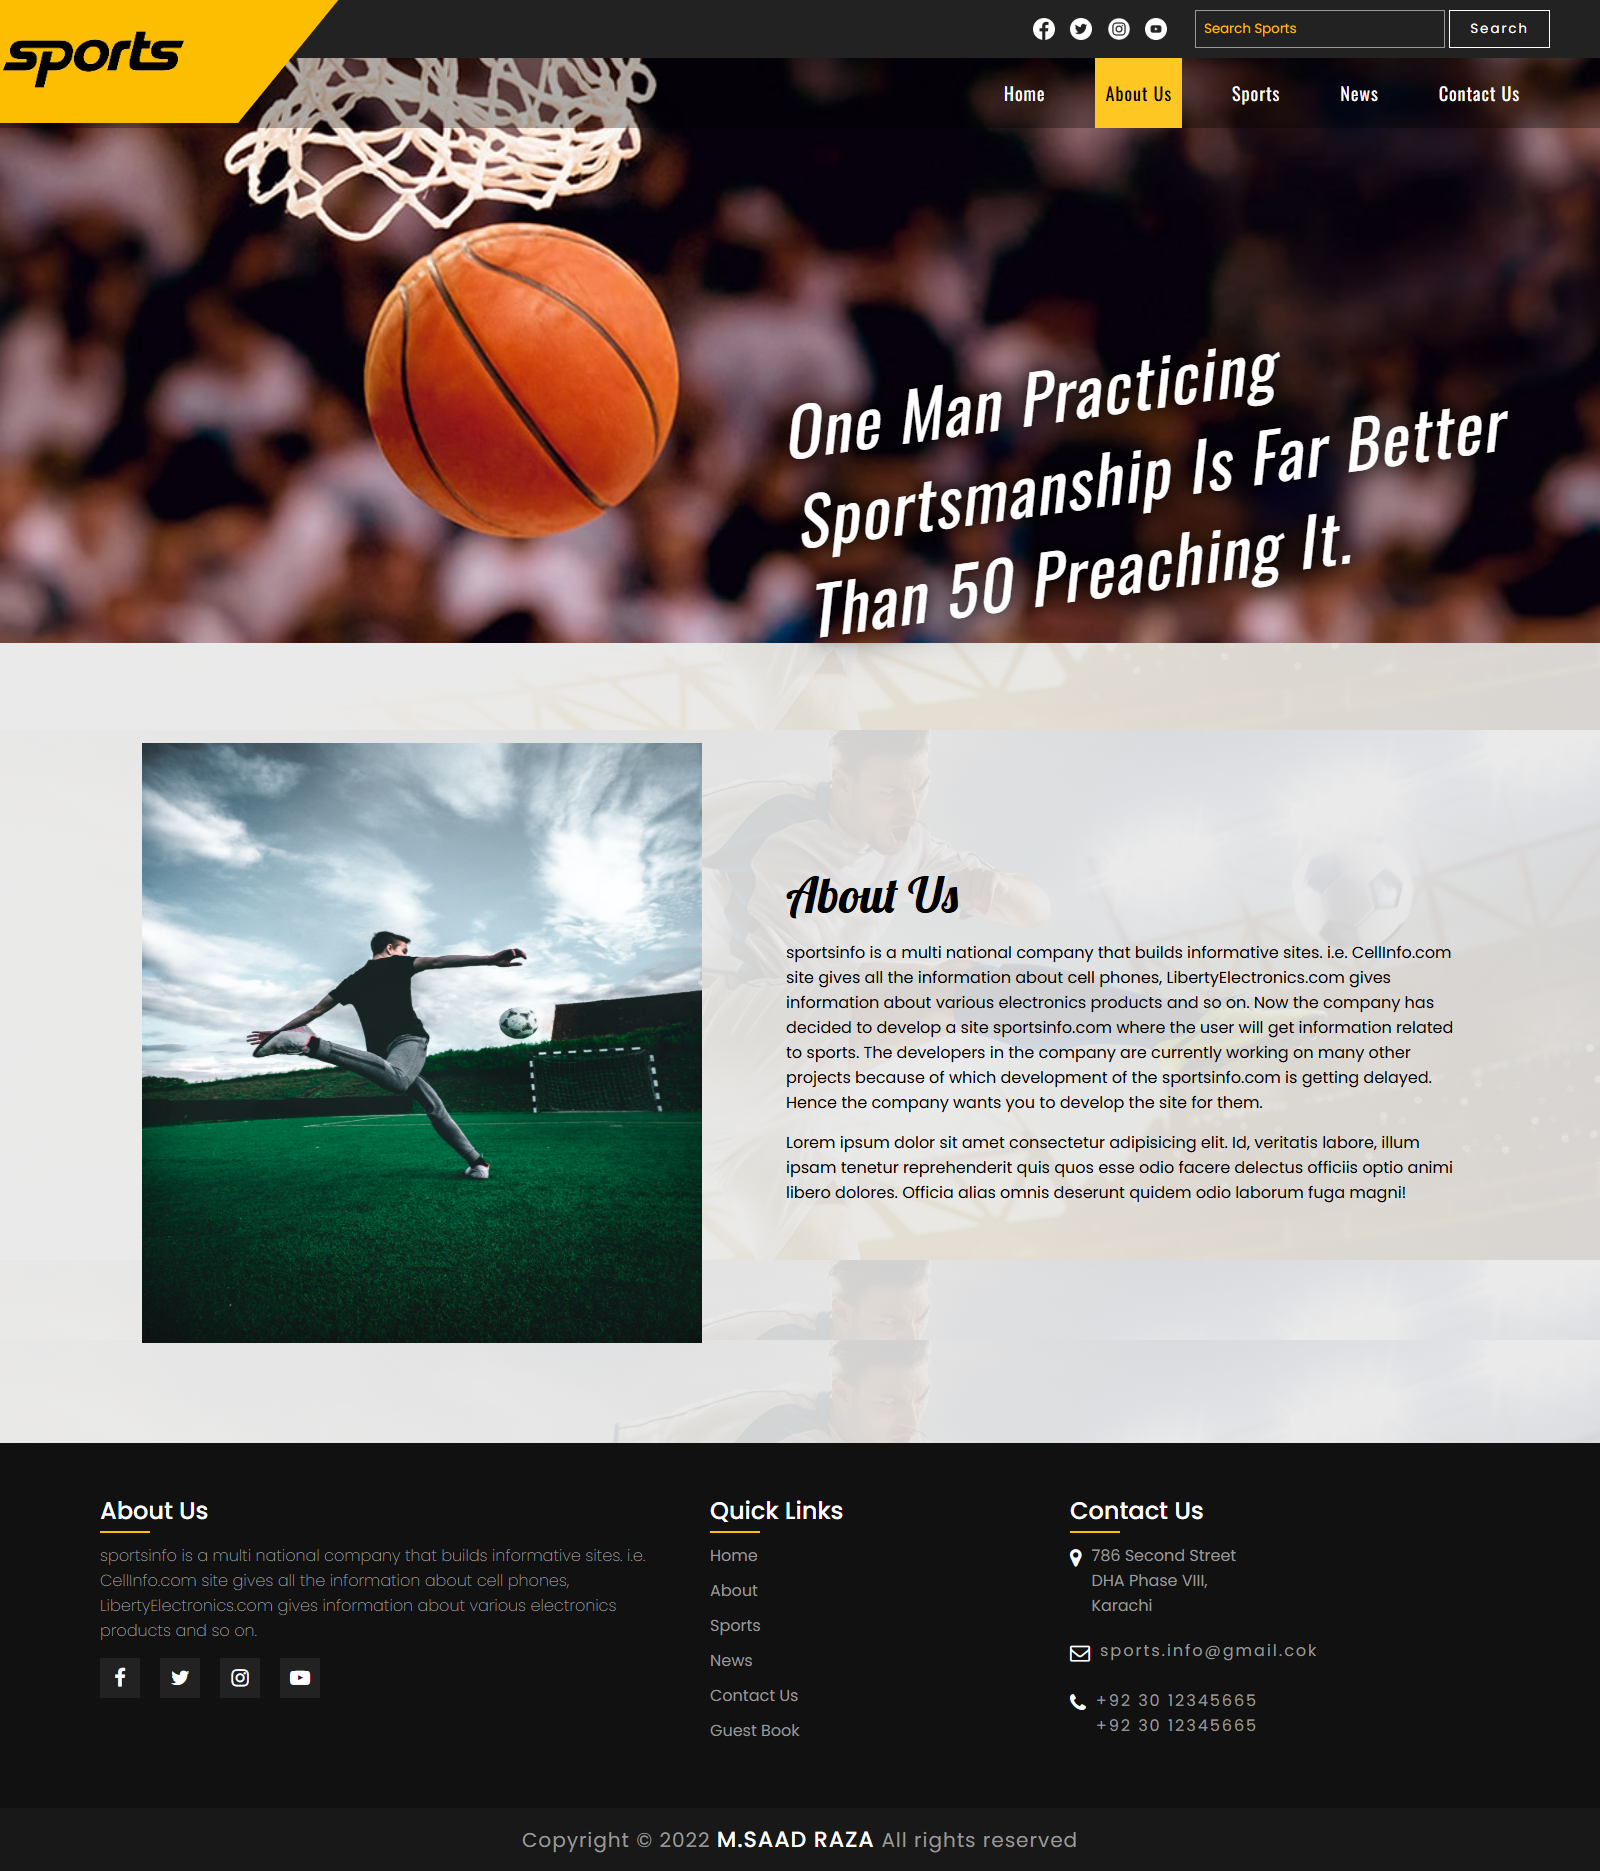 sports
Search Sports
Search
Home
About Us
Sports
News
Contact Us
One Man Practicing
Sportsmanship Is Far Better
Than 50 Preaching It.
About Us
sportsinfo is a multi national company that builds informative sites. i.e. CellInfo.com
site gives all the information about cell phones, LibertyElectronics.com gives
information about various electronics products and so on. Now the company has
decided to develop a site sportsinfo.com where the user will get information related
to sports. The developers in the company are currently working on many other
projects because of which development of the sportsinfo.com is getting delayed.
Hence the company wants you to develop the site for them.
Lorem ipsum dolor sit amet consectetur adipisicing elit. Id, veritatis labore, illum
ipsam tenetur reprehenderit quis quos esse odio facere delectus officiis optio animi
libero dolores. Officia alias omnis deserunt quidem odio laborum fuga magni!
About Us
sportsinfo is a multi national company that builds informative sites. i.e.
CellInfo.com site gives all the information about cell phones,
LibertyElectronics.com gives information about various electronics
products and so on.
Quick Links
Home
About
Sports
News
Contact Us
Guest Book
Contact Us
786 Second Street
DHA Phase VIII,
Karachi
sports.info@gmail.cok
+92 30 12345665
+92 30 12345665
Copyright © 2022 M.SAAD RAZA All rights reserved